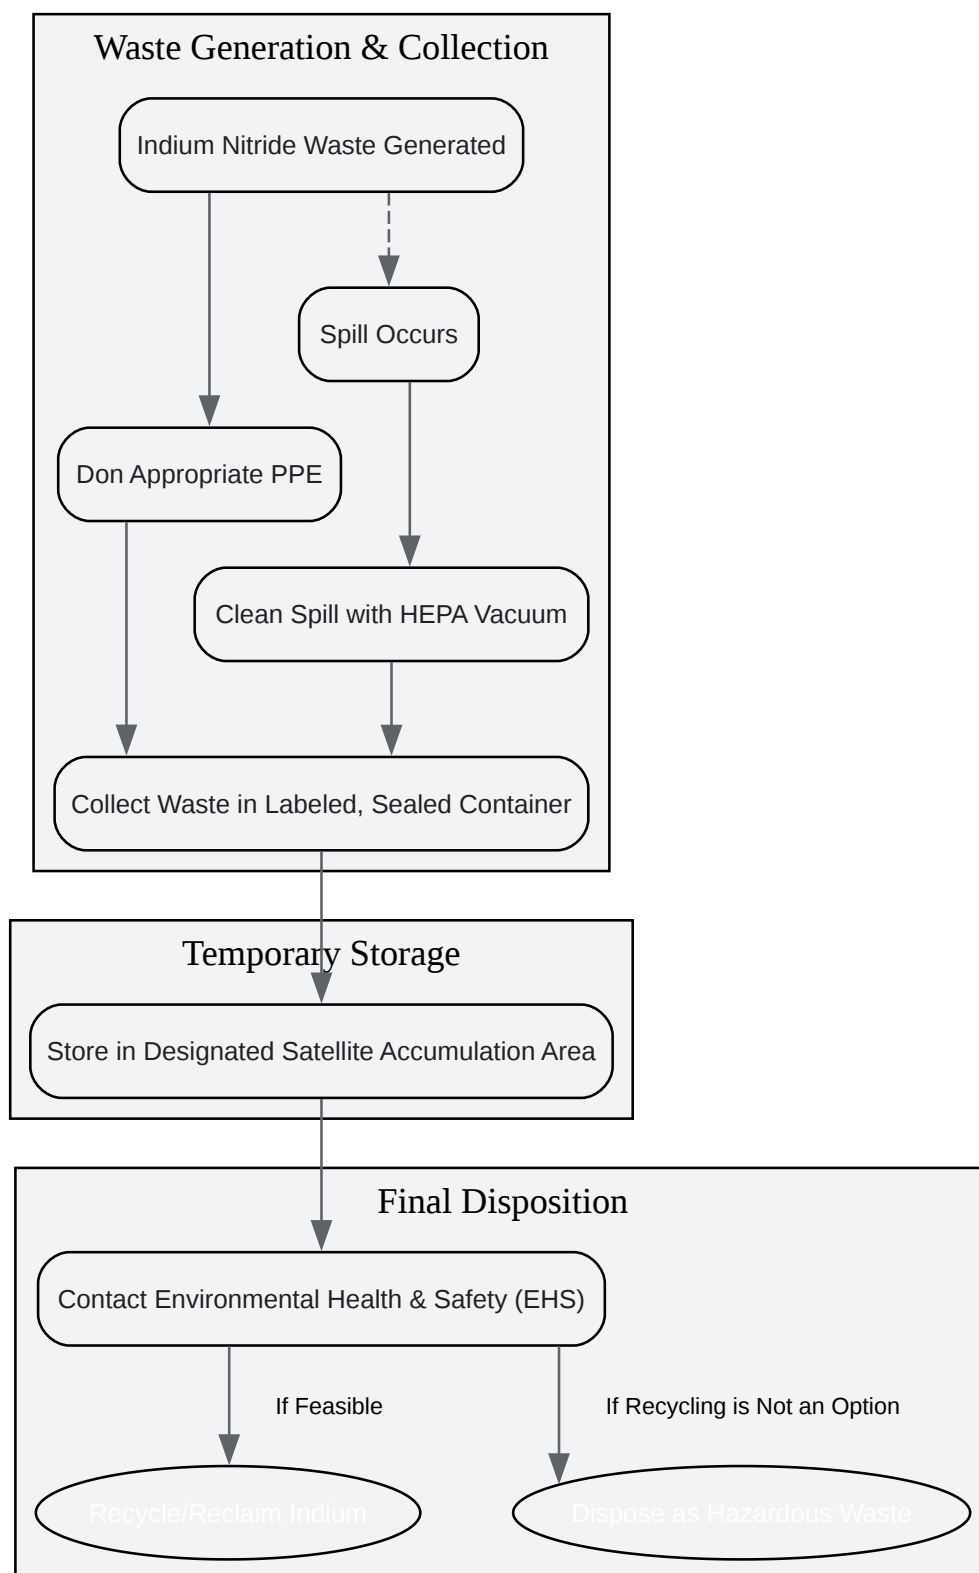 Waste Generation & Collection
Indium Nitride Waste Generated
Spill Occurs
Don Appropriate PPE
Clean Spill with HEPA Vacuum
Collect Waste in Labeled, Sealed Container
Temporary Storage
Store in Designated Satellite Accumulation Area
Final Disposition
Contact Environmental Health & Safety (EHS)
If Feasible
If Recycling is Not an Option
Recycle/Reclaim Indium
Dispose as Hazardous Waste